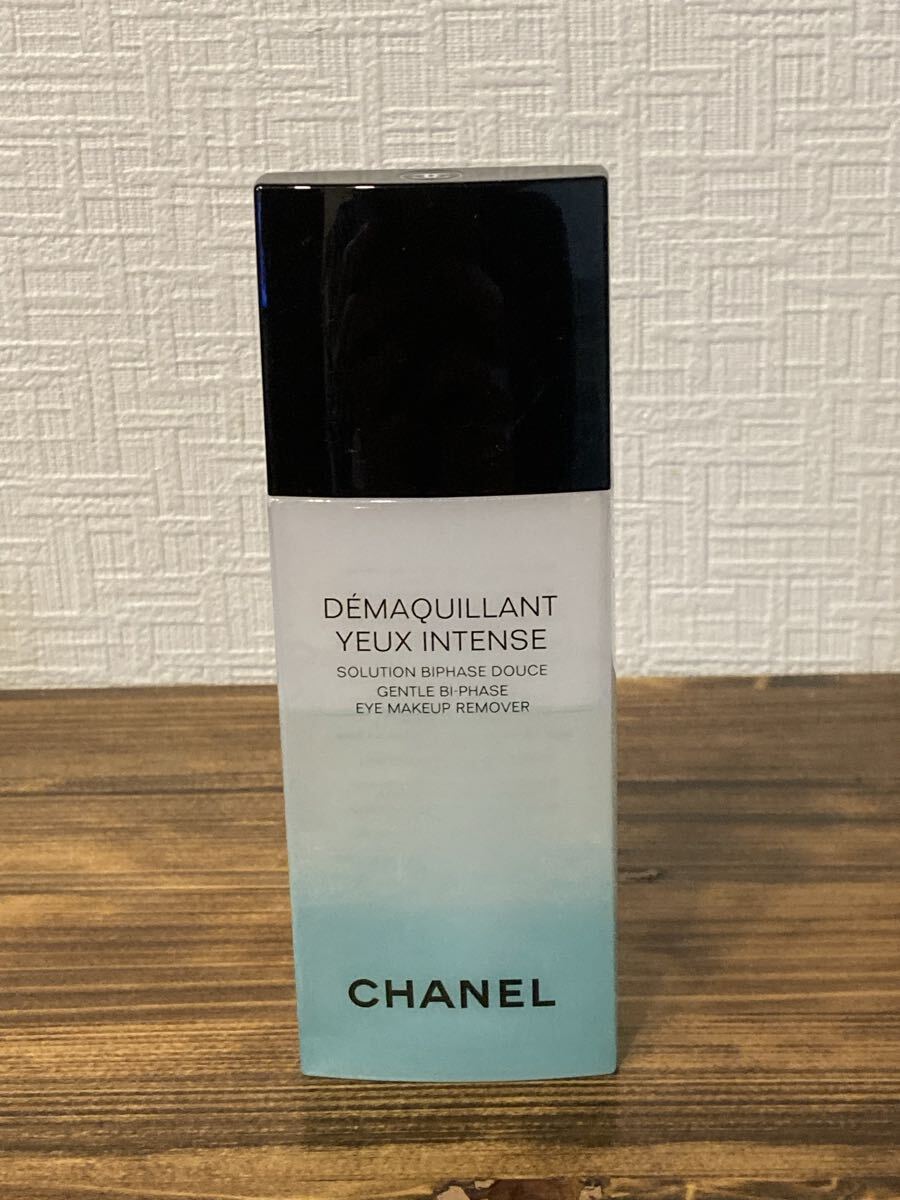 DÉMAQUILLANT
YEUX INTENSE
SOLUTION BIPHASE DOUCE
GENTLE BI-PHASE
EYE MAKEUP REMOVER
CHANEL